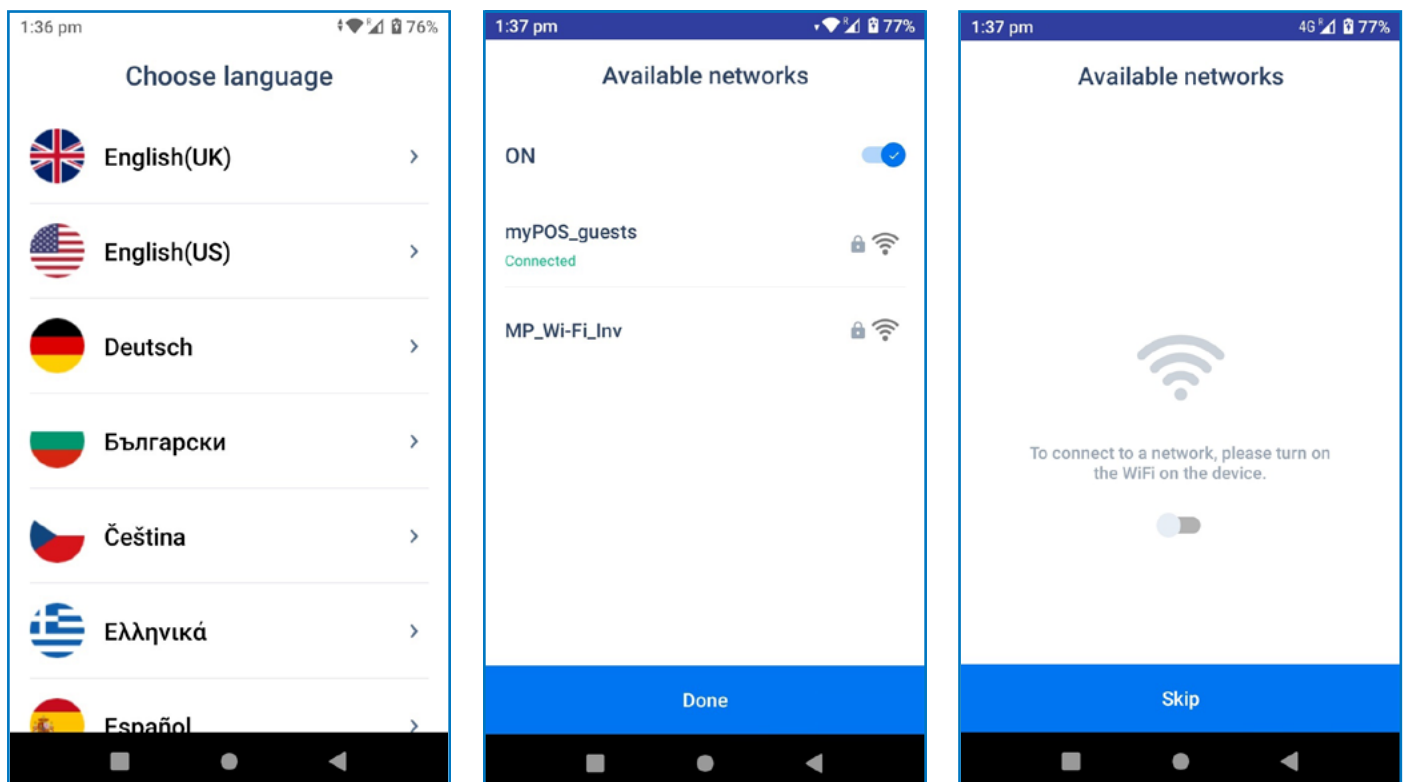 1:36 pm
R
76%
Choose language
English(UK)
English(US)
Deutsch
Български
Čeština
Ελληνικά
Español
1:37 pm
R
77%
Available networks
ON
myPOS_guests
Connected
MP_Wi-Fi_Inv
Done
1:37 pm
4G R
77%
Available networks
To connect to a network, please turn on
the WiFi on the device.
Skip